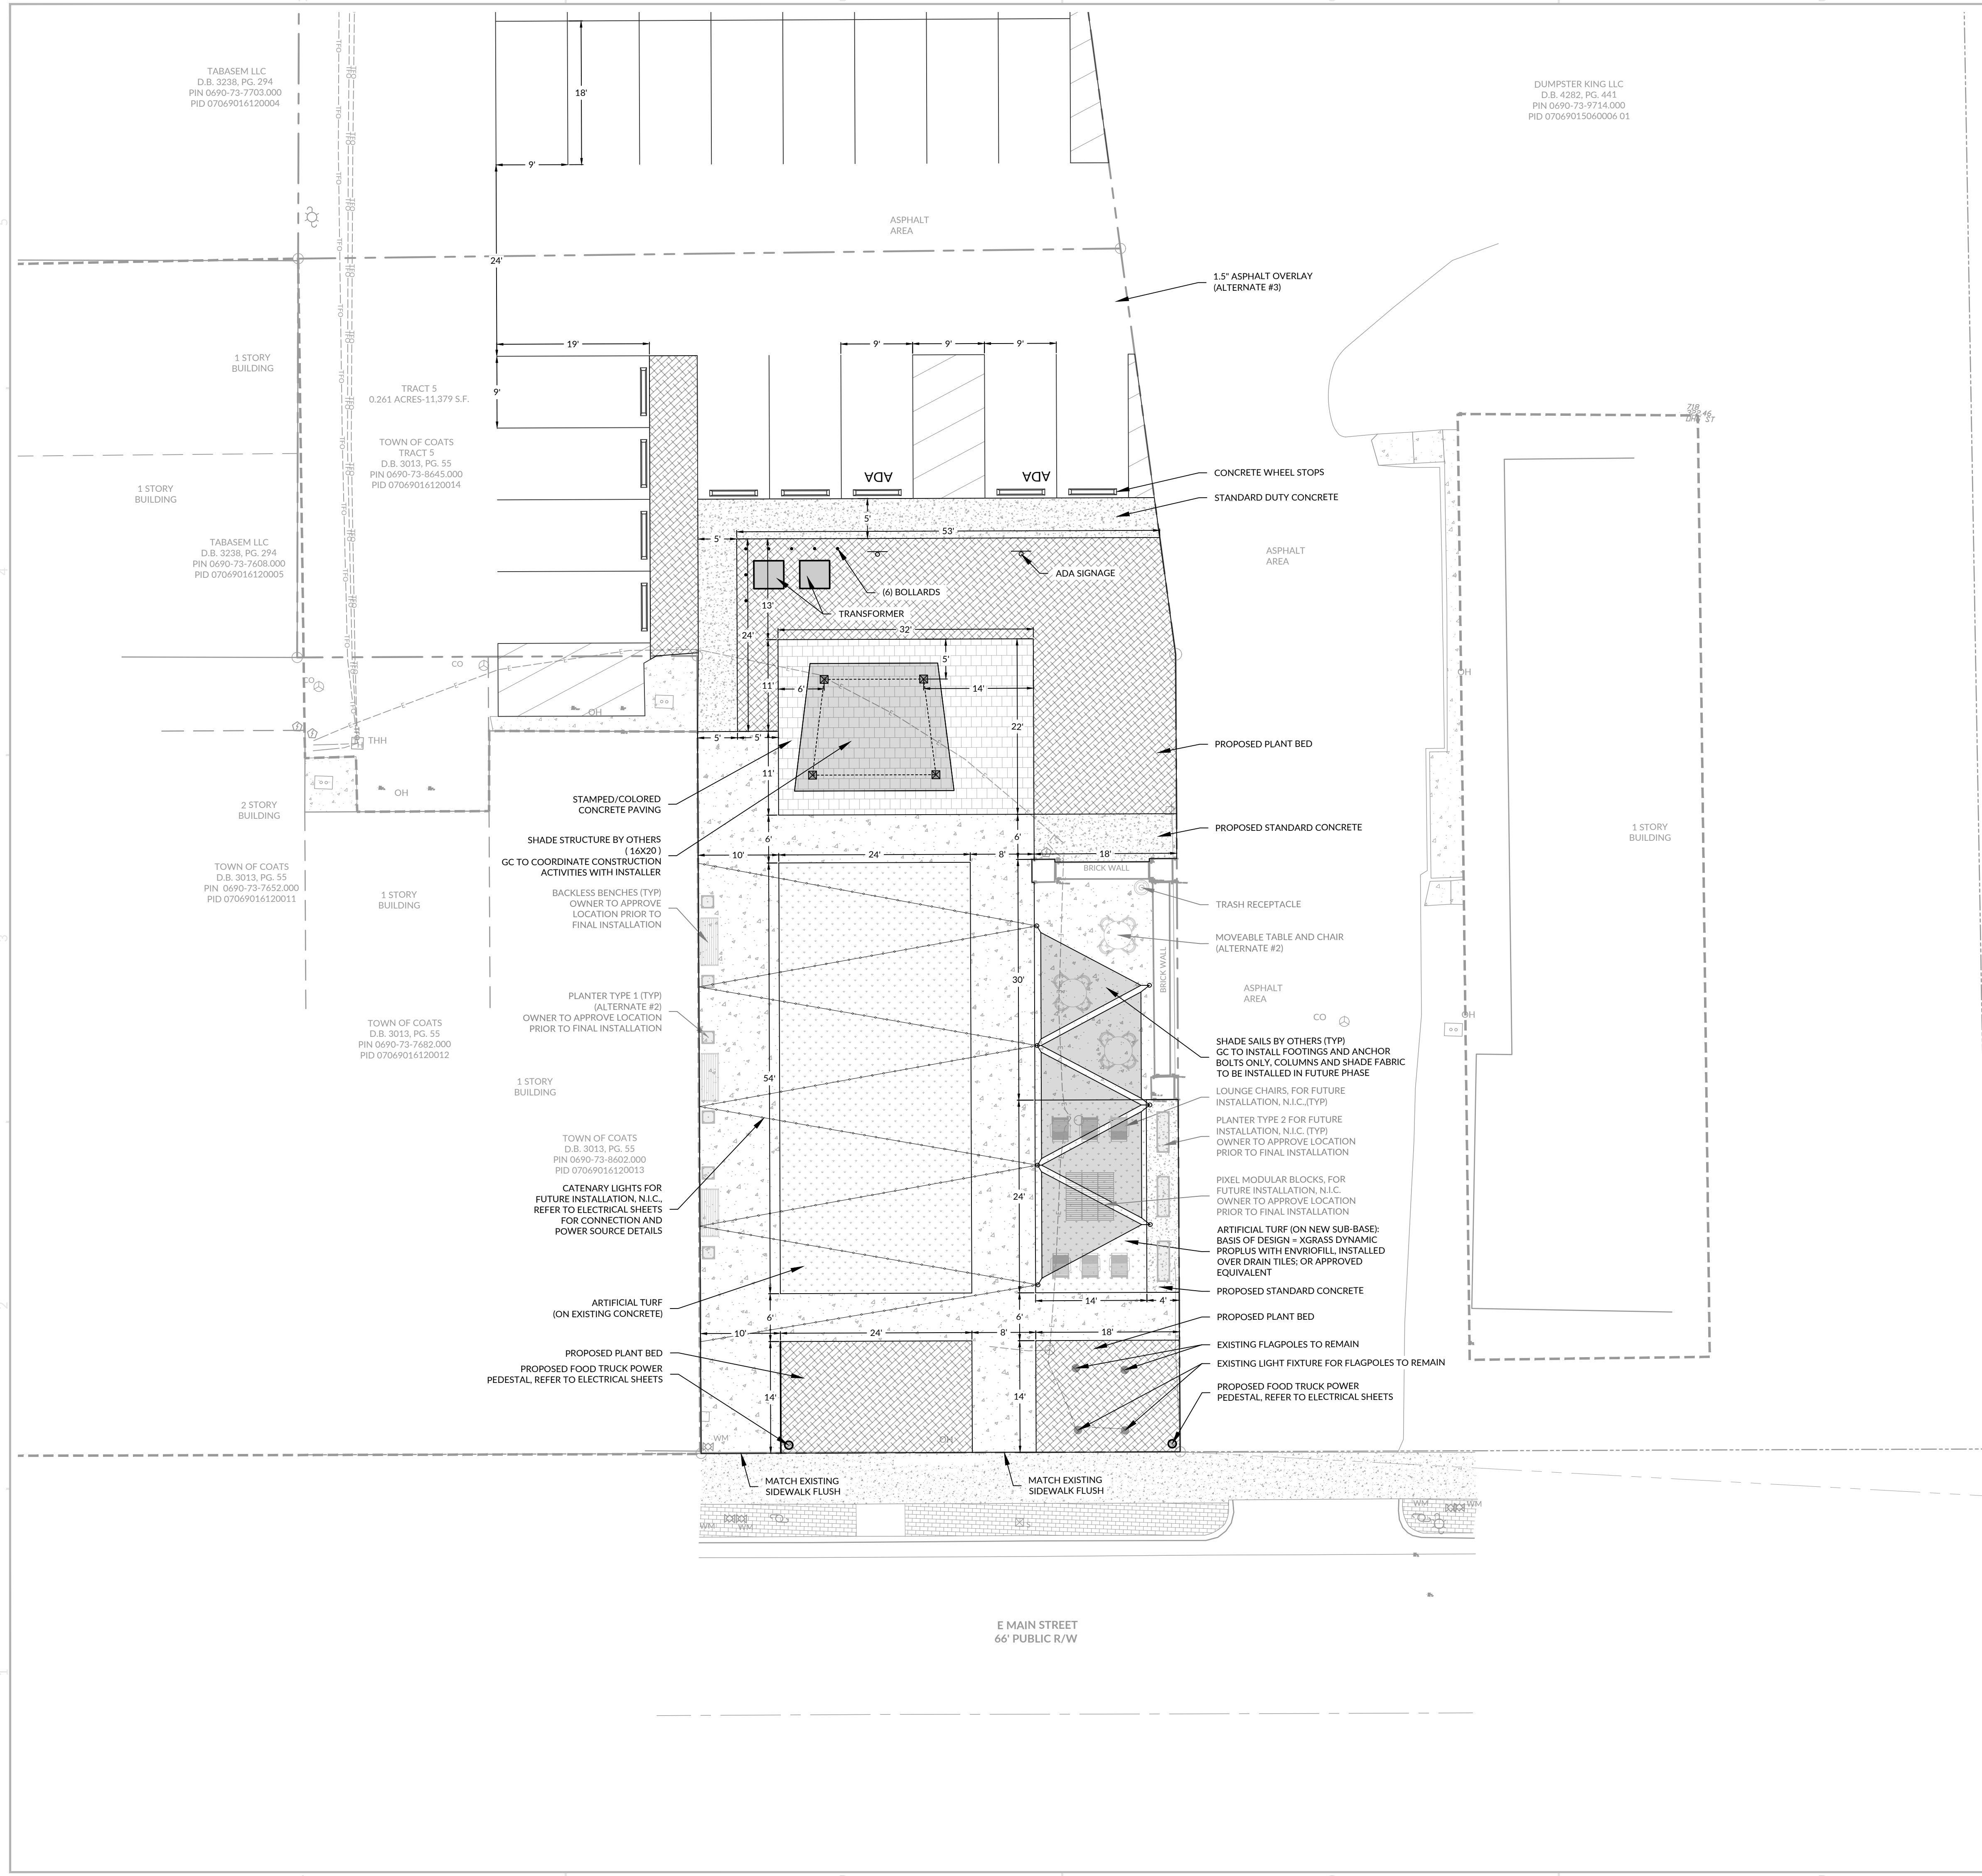 TABASEM LLC
D.B. 3238, PG. 294
PIN 0690-73-7703.000
PID 07069016120004
DUMPSTER KING LLC
D.B. 4282, PG. 441
PIN 0690-73-9714.000
PID 07069015060006 01
18'
9'
ASPHALT
AREA
24'
1.5" ASPHALT OVERLAY
(ALTERNATE #3)
19'
9'
9'
9'
1 STORY
BUILDING
9'
TRACT 5
0.261 ACRES-11,379 S.F.
TOWN OF COATS
TRACT 5
D.B. 3013, PG. 55
PIN 0690-73-8645.000
PID 07069016120014
1 STORY
BUILDING
ADA
ADA
CONCRETE WHEEL STOPS
STANDARD DUTY CONCRETE
5'
53'
5'
TABASEM LLC
D.B. 3238, PG. 294
PIN 0690-73-7608.000
PID 07069016120005
ASPHALT
AREA
ADA SIGNAGE
(6) BOLLARDS
13'
TRANSFORMER
24'
32'
5'
CO
CO
OH
11'
6'
14'
OH
22'
THH
5'
5'
PROPOSED PLANT BED
11'
OH
2 STORY
BUILDING
STAMPED/COLORED
CONCRETE PAVING
PROPOSED STANDARD CONCRETE
1 STORY
BUILDING
6'
6'
SHADE STRUCTURE BY OTHERS
( 16X20 )
GC TO COORDINATE CONSTRUCTION
ACTIVITIES WITH INSTALLER
10'
24'
8'
18'
BRICK WALL
TOWN OF COATS
D.B. 3013, PG. 55
PIN 0690-73-7652.000
PID 07069016120011
1 STORY
BUILDING
BACKLESS BENCHES (TYP)
OWNER TO APPROVE
LOCATION PRIOR TO
FINAL INSTALLATION
TRASH RECEPTACLE
MOVEABLE TABLE AND CHAIR
(ALTERNATE #2)
BRICK WALL
30'
ASPHALT
AREA
PLANTER TYPE 1 (TYP)
(ALTERNATE #2)
OWNER TO APPROVE LOCATION
PRIOR TO FINAL INSTALLATION
CO
OH
TOWN OF COATS
D.B. 3013, PG. 55
PIN 0690-73-7682.000
PID 07069016120012
SHADE SAILS BY OTHERS (TYP)
GC TO INSTALL FOOTINGS AND ANCHOR
BOLTS ONLY, COLUMNS AND SHADE FABRIC
TO BE INSTALLED IN FUTURE PHASE
54'
1 STORY
BUILDING
LOUNGE CHAIRS, FOR FUTURE
INSTALLATION, N.I.C.,(TYP)
PLANTER TYPE 2 FOR FUTURE
INSTALLATION, N.I.C. (TYP)
OWNER TO APPROVE LOCATION
PRIOR TO FINAL INSTALLATION
TOWN OF COATS
D.B. 3013, PG. 55
PIN 0690-73-8602.000
PID 07069016120013
CATENARY LIGHTS FOR
FUTURE INSTALLATION, N.I.C.,
REFER TO ELECTRICAL SHEETS
FOR CONNECTION AND
POWER SOURCE DETAILS
24'
PIXEL MODULAR BLOCKS, FOR
FUTURE INSTALLATION, N.I.C.
OWNER TO APPROVE LOCATION
PRIOR TO FINAL INSTALLATION
ARTIFICIAL TURF (ON NEW SUB-BASE):
BASIS OF DESIGN = XGRASS DYNAMIC
PROPLUS WITH ENVRIOFILL, INSTALLED
OVER DRAIN TILES; OR APPROVED
EQUIVALENT
PROPOSED STANDARD CONCRETE
ARTIFICIAL TURF
(ON EXISTING CONCRETE)
14'
4'
6'
6'
PROPOSED PLANT BED
10'
24'
8'
18'
EXISTING FLAGPOLES TO REMAIN
PROPOSED PLANT BED
EXISTING LIGHT FIXTURE FOR FLAGPOLES TO REMAIN
PROPOSED FOOD TRUCK POWER
PEDESTAL, REFER TO ELECTRICAL SHEETS
PROPOSED FOOD TRUCK POWER
PEDESTAL, REFER TO ELECTRICAL SHEETS
14'
14'
WM
OH
MATCH EXISTING
SIDEWALK FLUSH
MATCH EXISTING
SIDEWALK FLUSH
WM
WM
WM
WM
E MAIN STREET
66' PUBLIC R/W